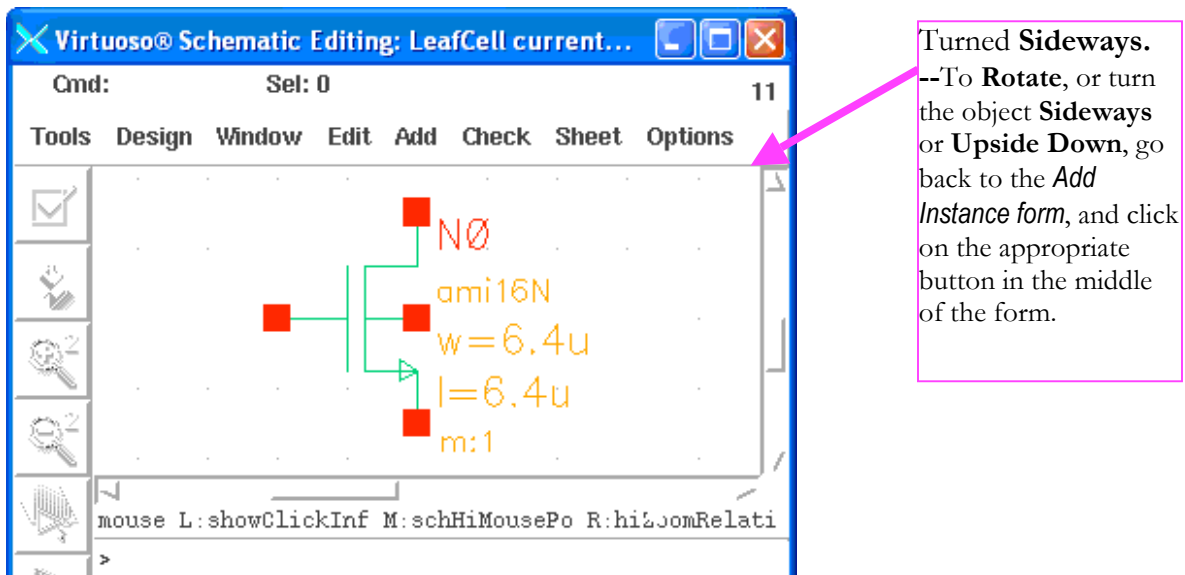 Virtuoso® Schematic Editing: LeafCell current...
Cmd: Sel: 0 11
Tools Design Window Edit Add Check Sheet Options
N0
ami16N
w=6.4u
l=6.4u
m:1
2
2
mouse L:showClickInf M:schHiMousePo R:hiZoomRelati
>
Turned Sideways.
--To Rotate, or turn
the object Sideways
or Upside Down, go
back to the Add
Instance form, and click
on the appropriate
button in the middle
of the form.